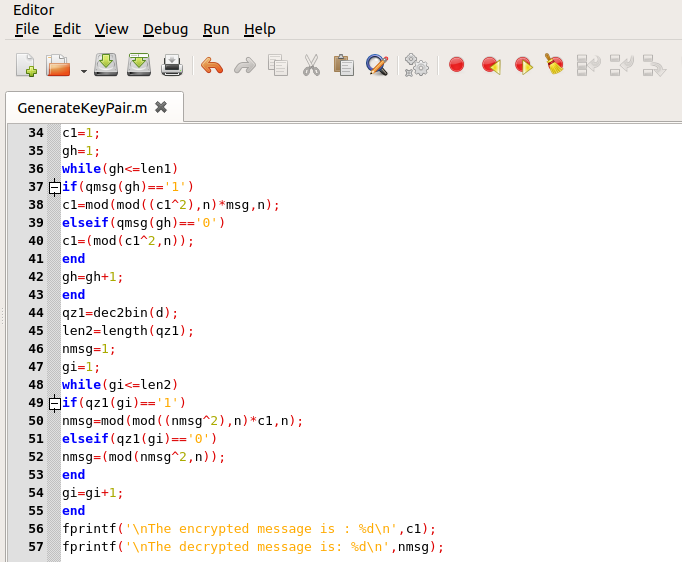 Editor
File Edit View Debug Run Help
GenerateKeyPair.m
34 c1=1;
35 gh=1;
36 while(gh<=len1)
37 if(qmsg(gh)=='1')
38 c1=mod(mod((c1^2),n)*msg,n);
39 elseif(qmsg(gh)=='0')
40 c1=(mod(c1^2,n));
41 end
42 gh=gh+1;
43 end
44 qz1=dec2bin(d);
45 len2=length(qz1);
46 nmsg=1;
47 gi=1;
48 while(gi<=len2)
49 if(qz1(gi)=='1')
50 nmsg=mod(mod((nmsg^2),n)*c1,n);
51 elseif(qz1(gi)=='0')
52 nmsg=(mod(nmsg^2,n));
53 end
54 gi=gi+1;
55 end
56 fprintf('\nThe encrypted message is : %d\n',c1);
57 fprintf('\nThe decrypted message is: %d\n',nmsg);